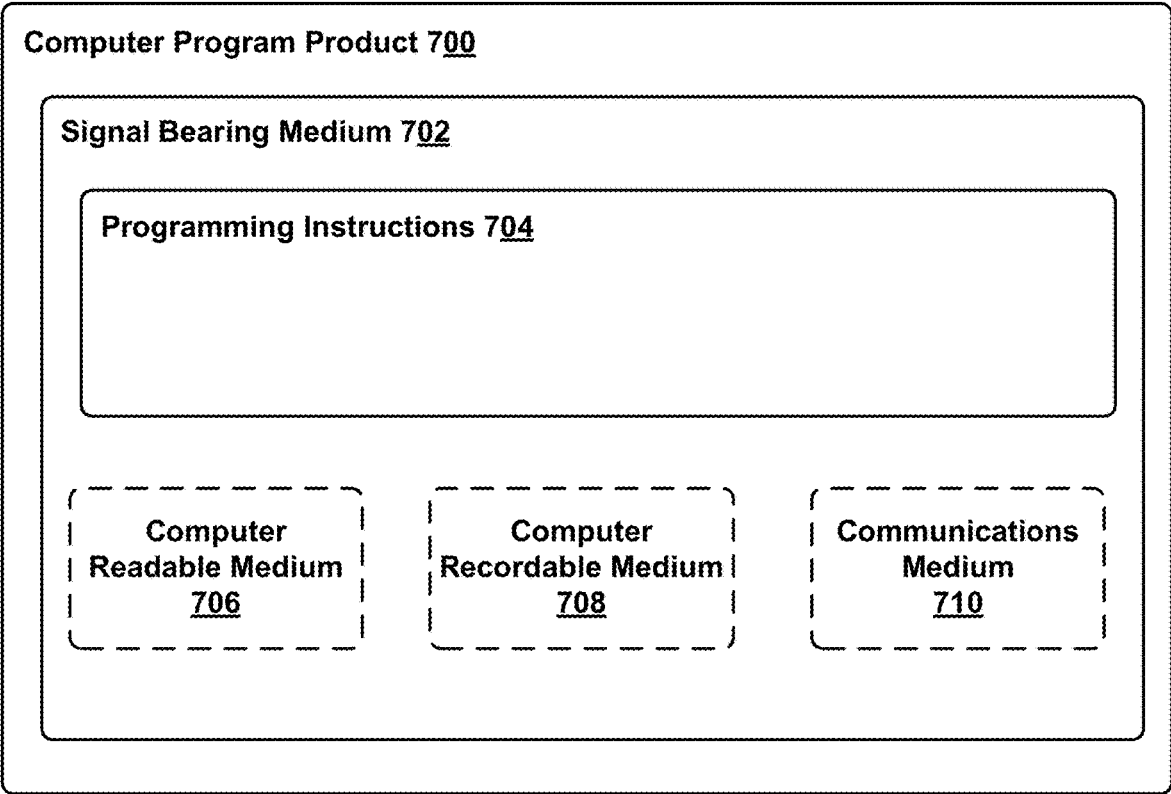 Computer Program Product 700
Signal Bearing Medium 702
Programming Instructions 704
Computer
Readable Medium
706
Computer
Recordable Medium
708
Communications
Medium
710